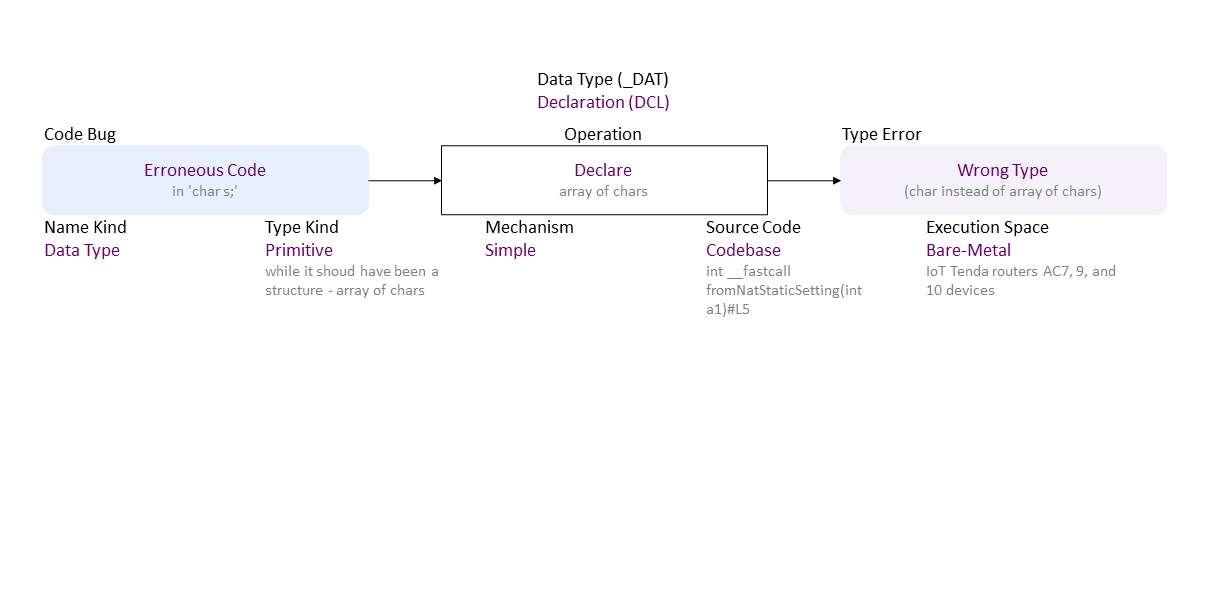 Data Type (_DAT)
Declaration (DCL)
Code Bug
Operation
Type Error
Erroneous Code
in 'char s;'
Declare
array of chars
Wrong Type
(char instead of array of chars)
Name Kind
Data Type
Type Kind
Primitive
while it shoud have been a
structure - array of chars
Mechanism
Simple
Source Code
Codebase
int __fastcall
fromNatStaticSetting(int
a1)#L5
Execution Space
Bare-Metal
IoT Tenda routers AC7, 9, and
10 devices